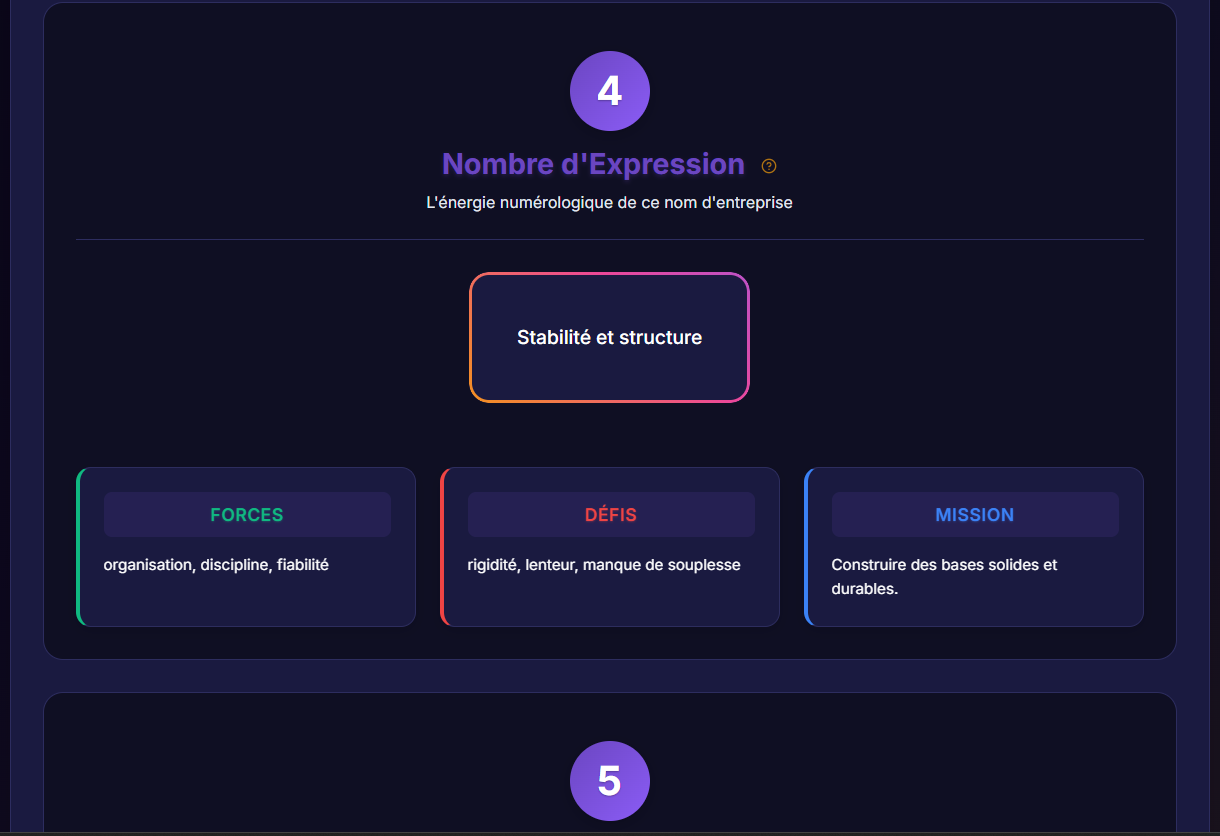 4
Nombre d'Expression ?
L'énergie numérologique de ce nom d'entreprise
Stabilité et structure
FORCES
organisation, discipline, fiabilité
DÉFIS
rigidité, lenteur, manque de souplesse
MISSION
Construire des bases solides et
durables.
5